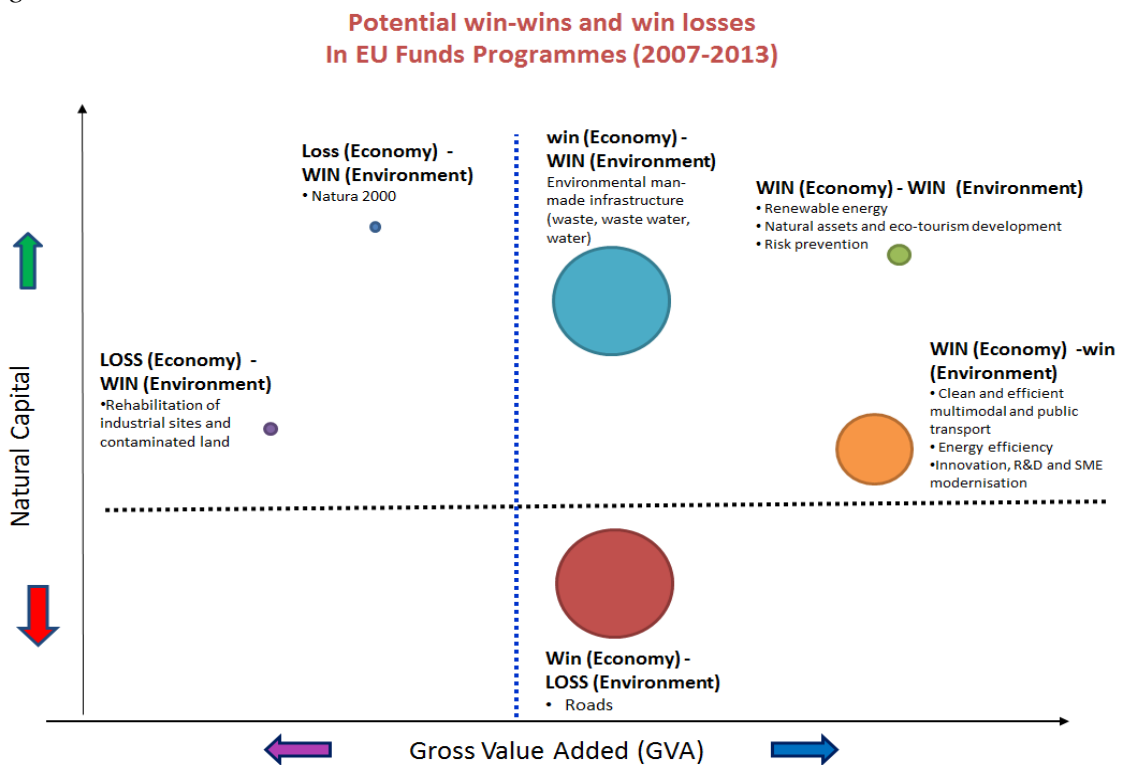 Potential win-wins and win losses
In EU Funds Programmes (2007-2013)
Loss (Economy) -
WIN (Environment)
• Natura 2000
win (Economy) -
WIN (Environment)
Environmental man-
made infrastructure
(waste, waste water,
water)
WIN (Economy) - WIN (Environment)
• Renewable energy
• Natural assets and eco-tourism development
• Risk prevention
LOSS (Economy) -
WIN (Environment)
•Rehabilitation of
industrial sites and
contaminated land
WIN (Economy) -win
(Environment)
• Clean and efficient
multimodal and public
transport
• Energy efficiency
•Innovation, R&D and SME
modernisation
Natural Capital
Win (Economy) -
LOSS (Environment)
• Roads
Gross Value Added (GVA)